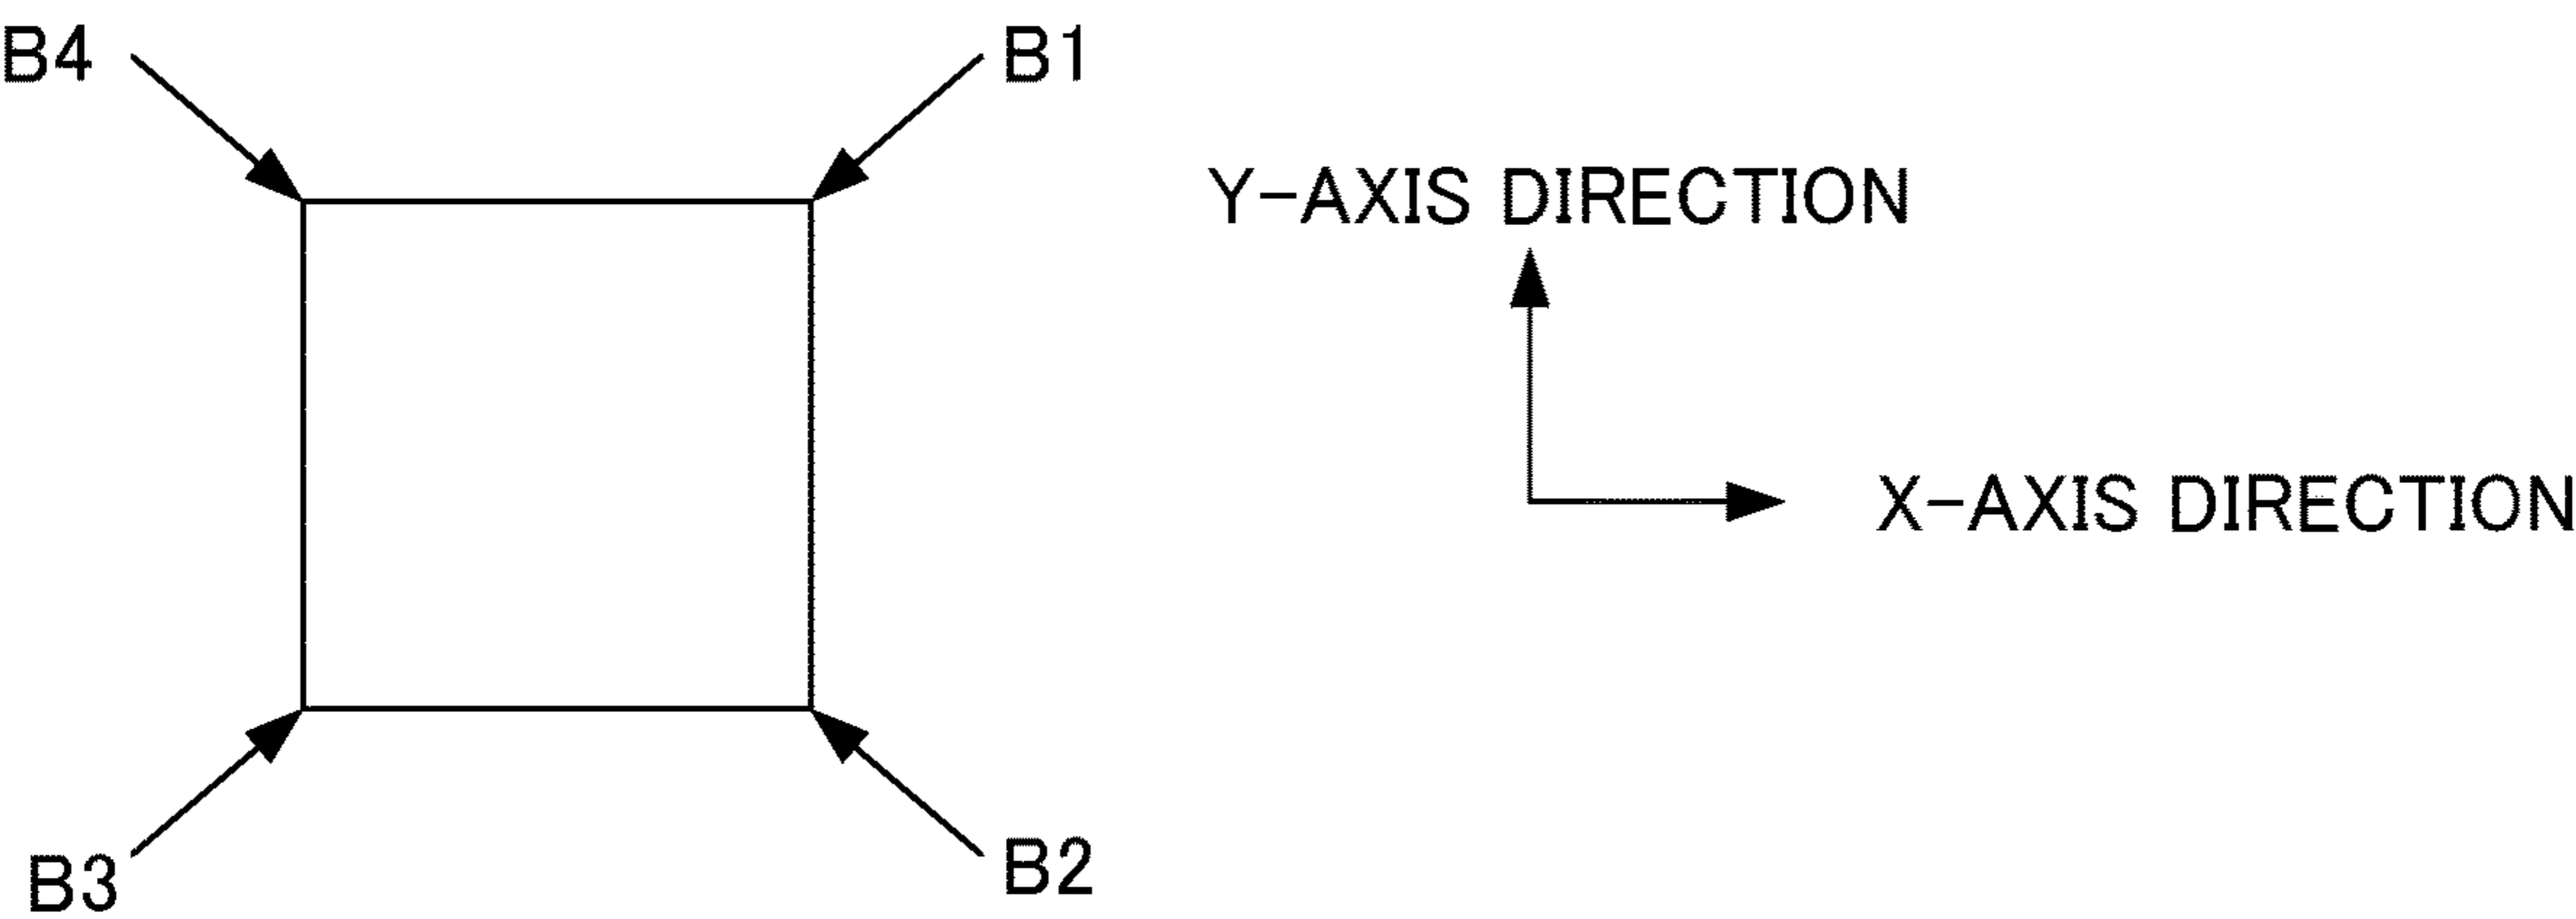 B4
B1
Y-AXIS DIRECTION
X-AXIS DIRECTION
B3
B2